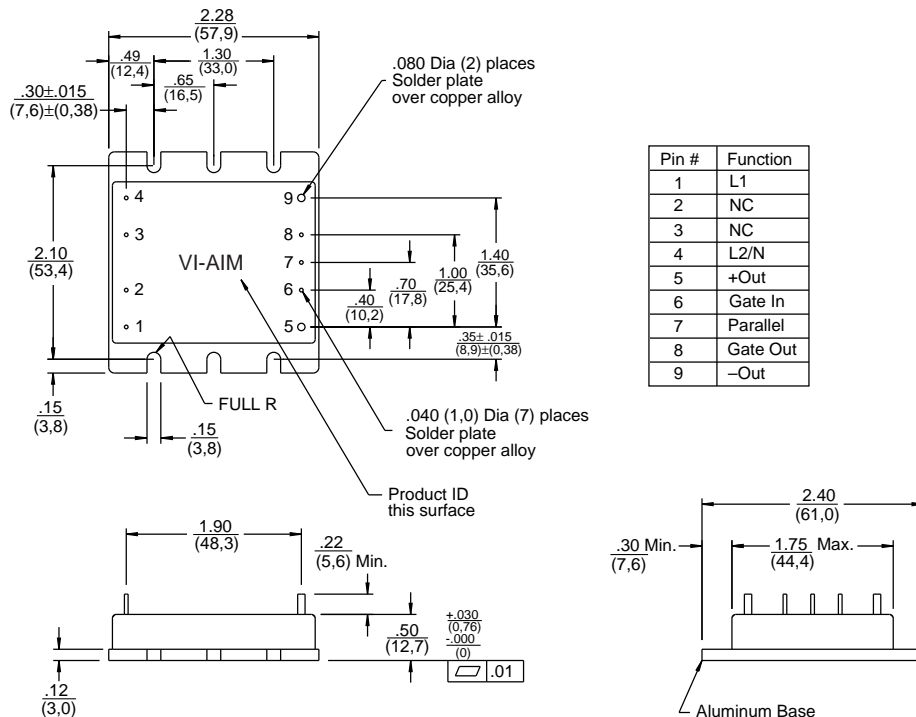 2.28
(57,9)
.49
(12,4)
1.30
(33,0)
.65
(16,5)
.30±.015
(7,6)±(0,38)
.080 Dia (2) places
Solder plate
over copper alloy
4
3
2
1
9
8
7
6
5
VI-AIM
2.10
(53,4)
1.40
(35,6)
1.00
(25,4)
.70
(17,8)
.40
(10,2)
.35± .015
(8,9)±(0,38)
.15
(3,8)
.15
(3,8)
FULL R
.040 (1,0) Dia (7) places
Solder plate
over copper alloy
Product ID
this surface
Pin # Function
1 L1
2 NC
3 NC
4 L2/N
5 +Out
6 Gate In
7 Parallel
8 Gate Out
9 –Out
1.90
(48,3)
.22
(5,6) Min.
.50
(12,7)
+.030
(0,76)
-.000
(0)
.01
.12
(3,0)
2.40
(61,0)
.30 Min.
(7,6)
1.75 Max.
(44,4)
Aluminum Base